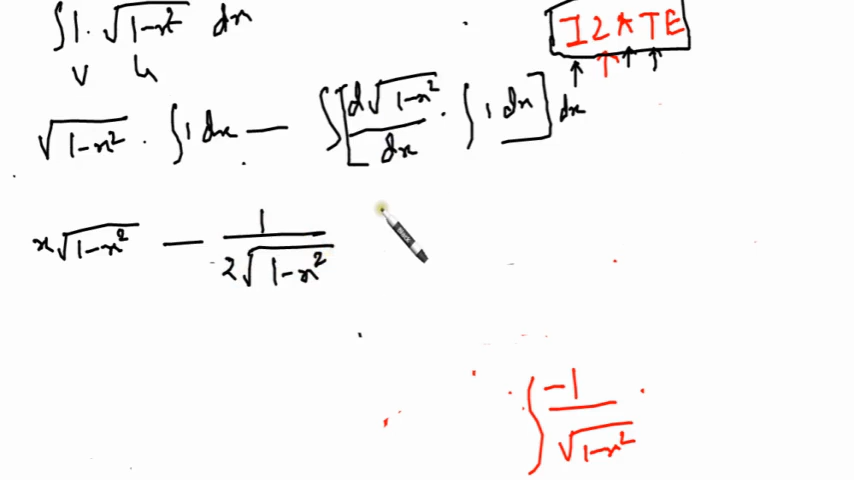 ∫1·√(1-x²) dx
I L A T E
V U
√(1-x²) · ∫1 dx — ∫[d√(1-x²)/dx · ∫1 dx] dx
x√(1-x²) — 1/(2√(1-x²))
∫ -1/√(1-x²)